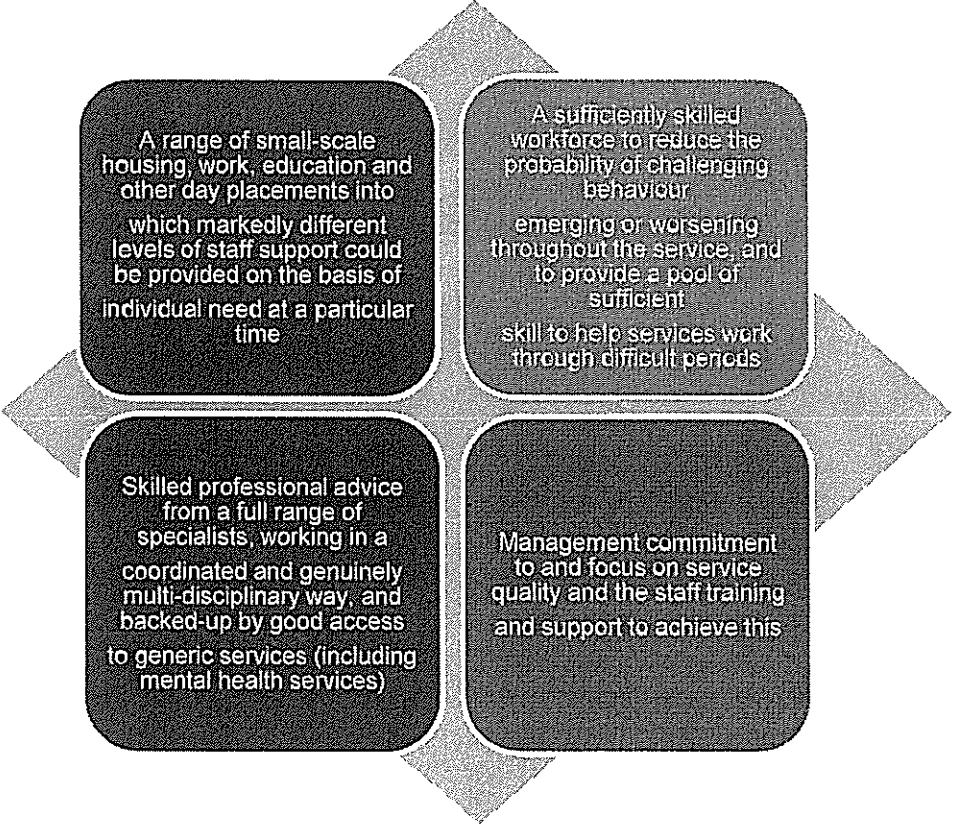 A range of small-scale
housing, work, education and
other day placements into
which markedly different
levels of staff support could
be provided on the basis of
individual need at a particular
time
A sufficiently skilled
workforce to reduce the
probability of challenging
behaviour
emerging or worsening
throughout the service, and
to provide a pool of
sufficient
skill to help services work
through difficult periods
Skilled professional advice
from a full range of
specialists, working in a
coordinated and genuinely
multi-disciplinary way, and
backed-up by good access
to generic services (including
mental health services)
Management commitment
to and focus on service
quality and the staff training
and support to achieve this